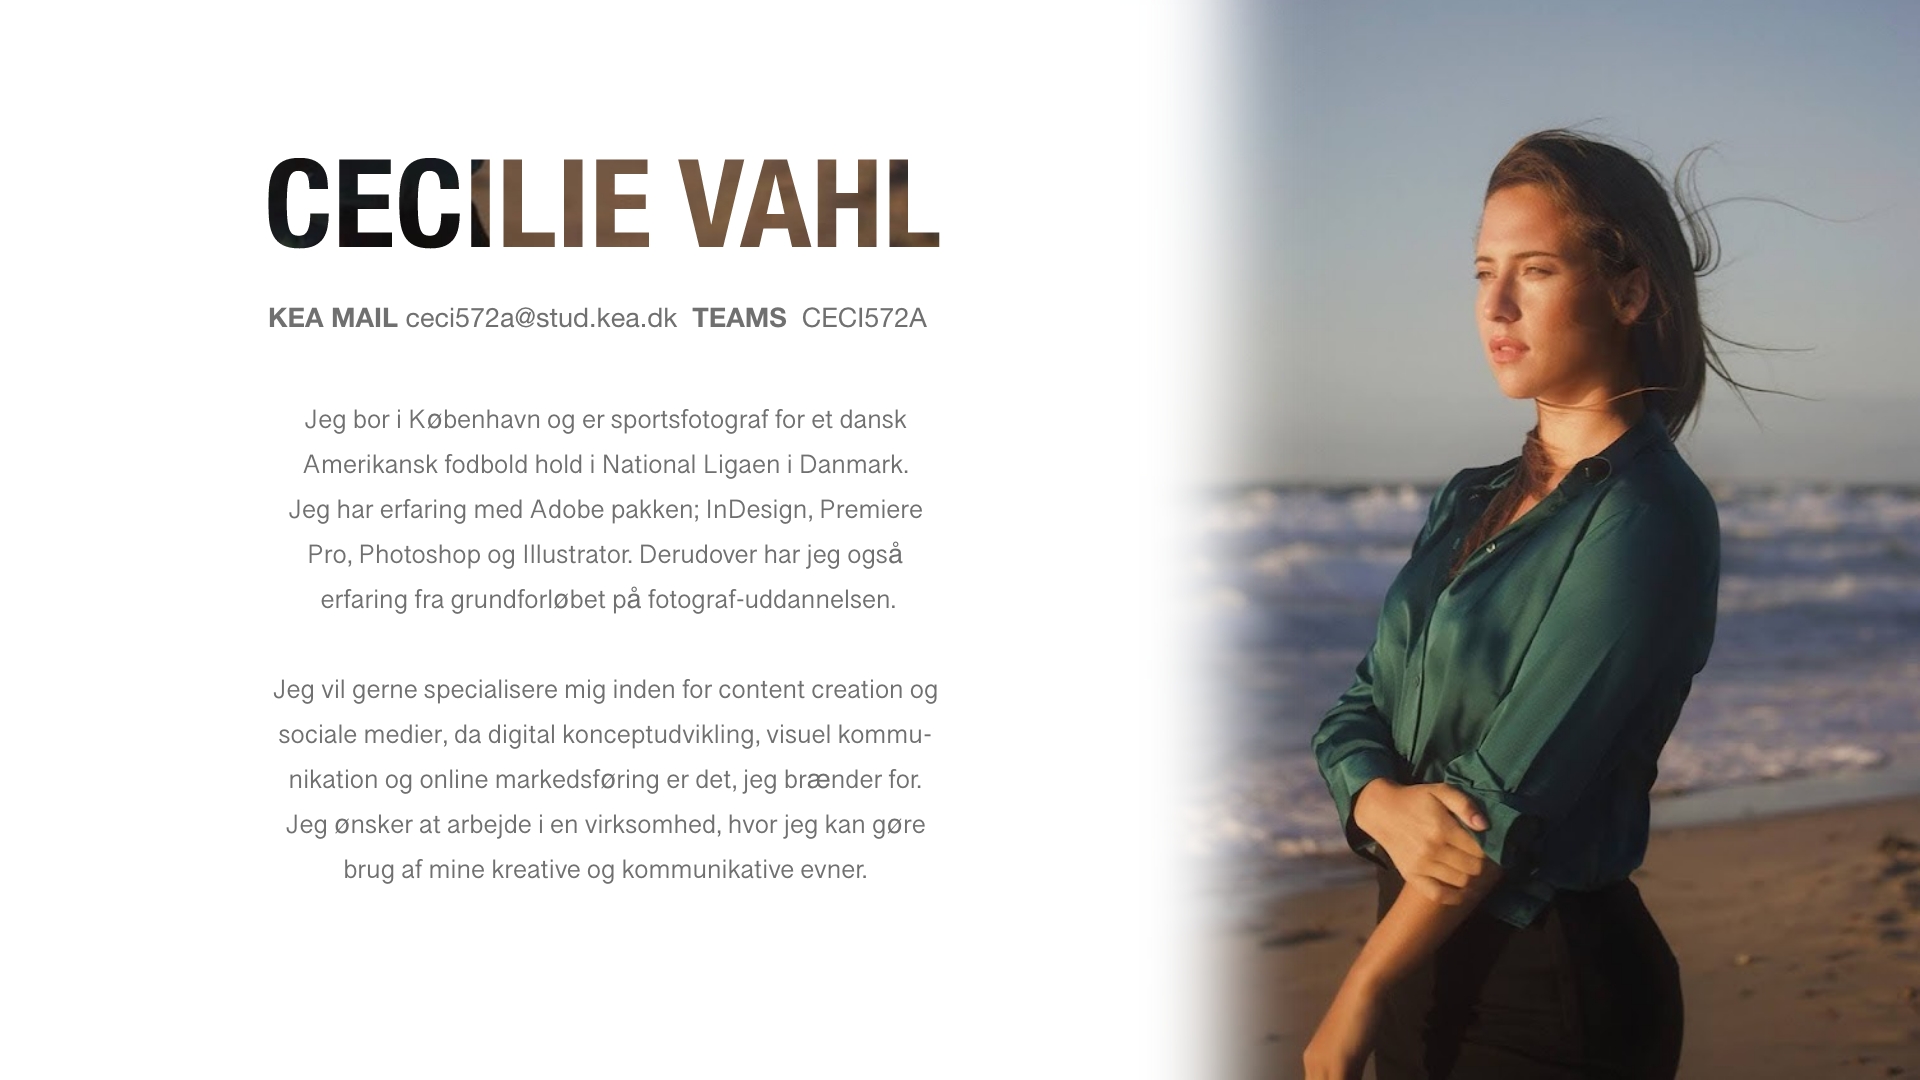 CECILIE VAHL
KEA MAIL ceci572a@stud.kea.dk TEAMS CECI572A
Jeg bor i København og er sportsfotograf for et dansk
Amerikansk fodbold hold i National Ligaen i Danmark.
Jeg har erfaring med Adobe pakken; InDesign, Premiere
Pro, Photoshop og Illustrator. Derudover har jeg også
erfaring fra grundforløbet på fotograf-uddannelsen.
Jeg vil gerne specialisere mig inden for content creation og
sociale medier, da digital konceptudvikling, visuel kommu-
nikation og online markedsføring er det, jeg brænder for.
Jeg ønsker at arbejde i en virksomhed, hvor jeg kan gøre
brug af mine kreative og kommunikative evner.